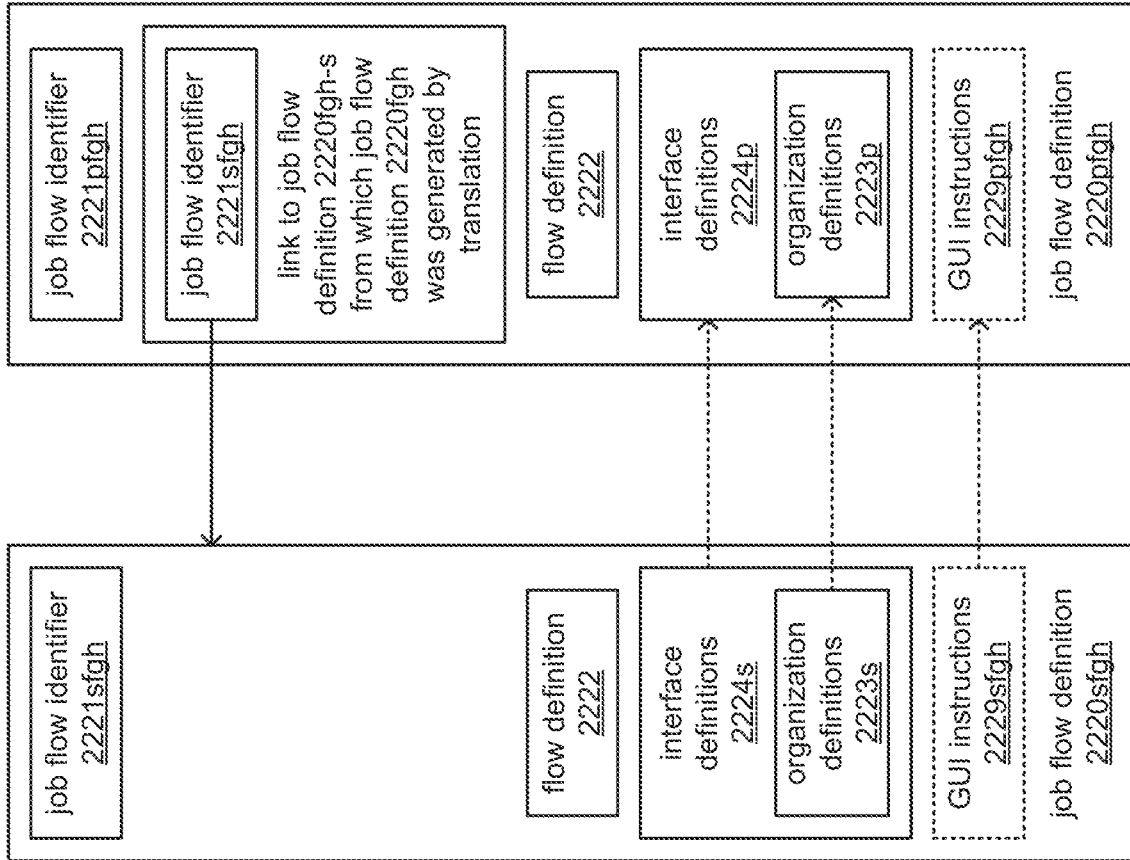 job flow identifier
2221sfgh
flow definition
2222
interface
definitions
2224s
organization
definitions
2223s
GUI instructions
2229sfgh
job flow definition
2220sfgh
job flow identifier
2221pfgh
job flow identifier
2221sfgh
link to job flow
definition 2220fgh-s
from which job flow
definition 2220fgh
was generated by
translation
flow definition
2222
interface
definitions
2224p
organization
definitions
2223p
GUI instructions
2229pfgh
job flow definition
2220pfgh